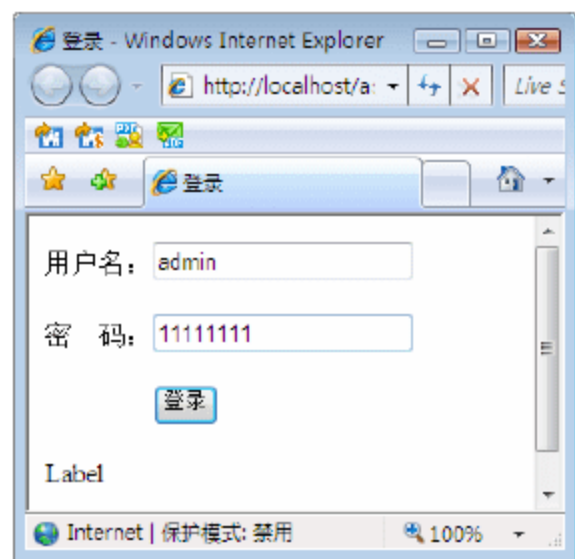 登录 - Windows Internet Explorer
http://localhost/a
Live S
登录
用户名： admin
密 码： 11111111
登录
Label
Internet | 保护模式: 禁用 100%